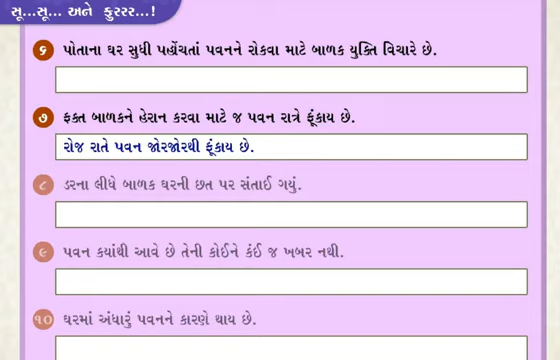 સૂ...સૂ... અને ફુરરર...!
૬ પોતાના ઘર સુધી પહોંચતાં પવનને રોકવા માટે બાળક યુક્તિ વિચારે છે.
૭ ફક્ત બાળકને હેરાન કરવા માટે જ પવન રાત્રે ફૂંકાય છે.
રોજ રાતે પવન જોરજોરથી ફૂંકાય છે.
૮ ડરના લીધે બાળક ઘરની છત પર સંતાઈ ગયું.
૯ પવન કયાંથી આવે છે તેની કોઈને કંઈ જ ખબર નથી.
૧૦ ઘરમાં અંધારું પવનને કારણે થાય છે.